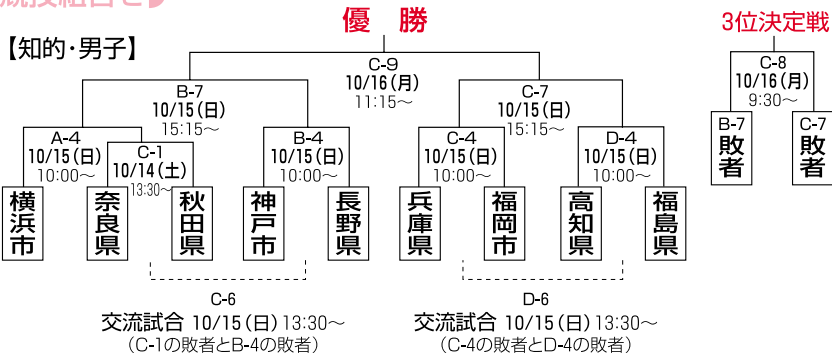 競技組合せ
優勝
3位決定戦
【知的・男子】
C-9
10/16(月)
11:15～
C-8
10/16(月)
9:30～
B-7
10/15(日)
15:15～
C-7
10/15(日)
15:15～
B-7
敗者
C-7
敗者
A-4
10/15(日)
10:00～
C-1
10/14(土)
13:30～
B-4
10/15(日)
10:00～
C-4
10/15(日)
10:00～
D-4
10/15(日)
10:00～
横浜市
奈良県
秋田県
神戸市
長野県
兵庫県
福岡市
高知県
福島県
C-6
交流試合 10/15(日) 13:30～
(C-1の敗者とB-4の敗者)
D-6
交流試合 10/15(日) 13:30～
(C-4の敗者とD-4の敗者)